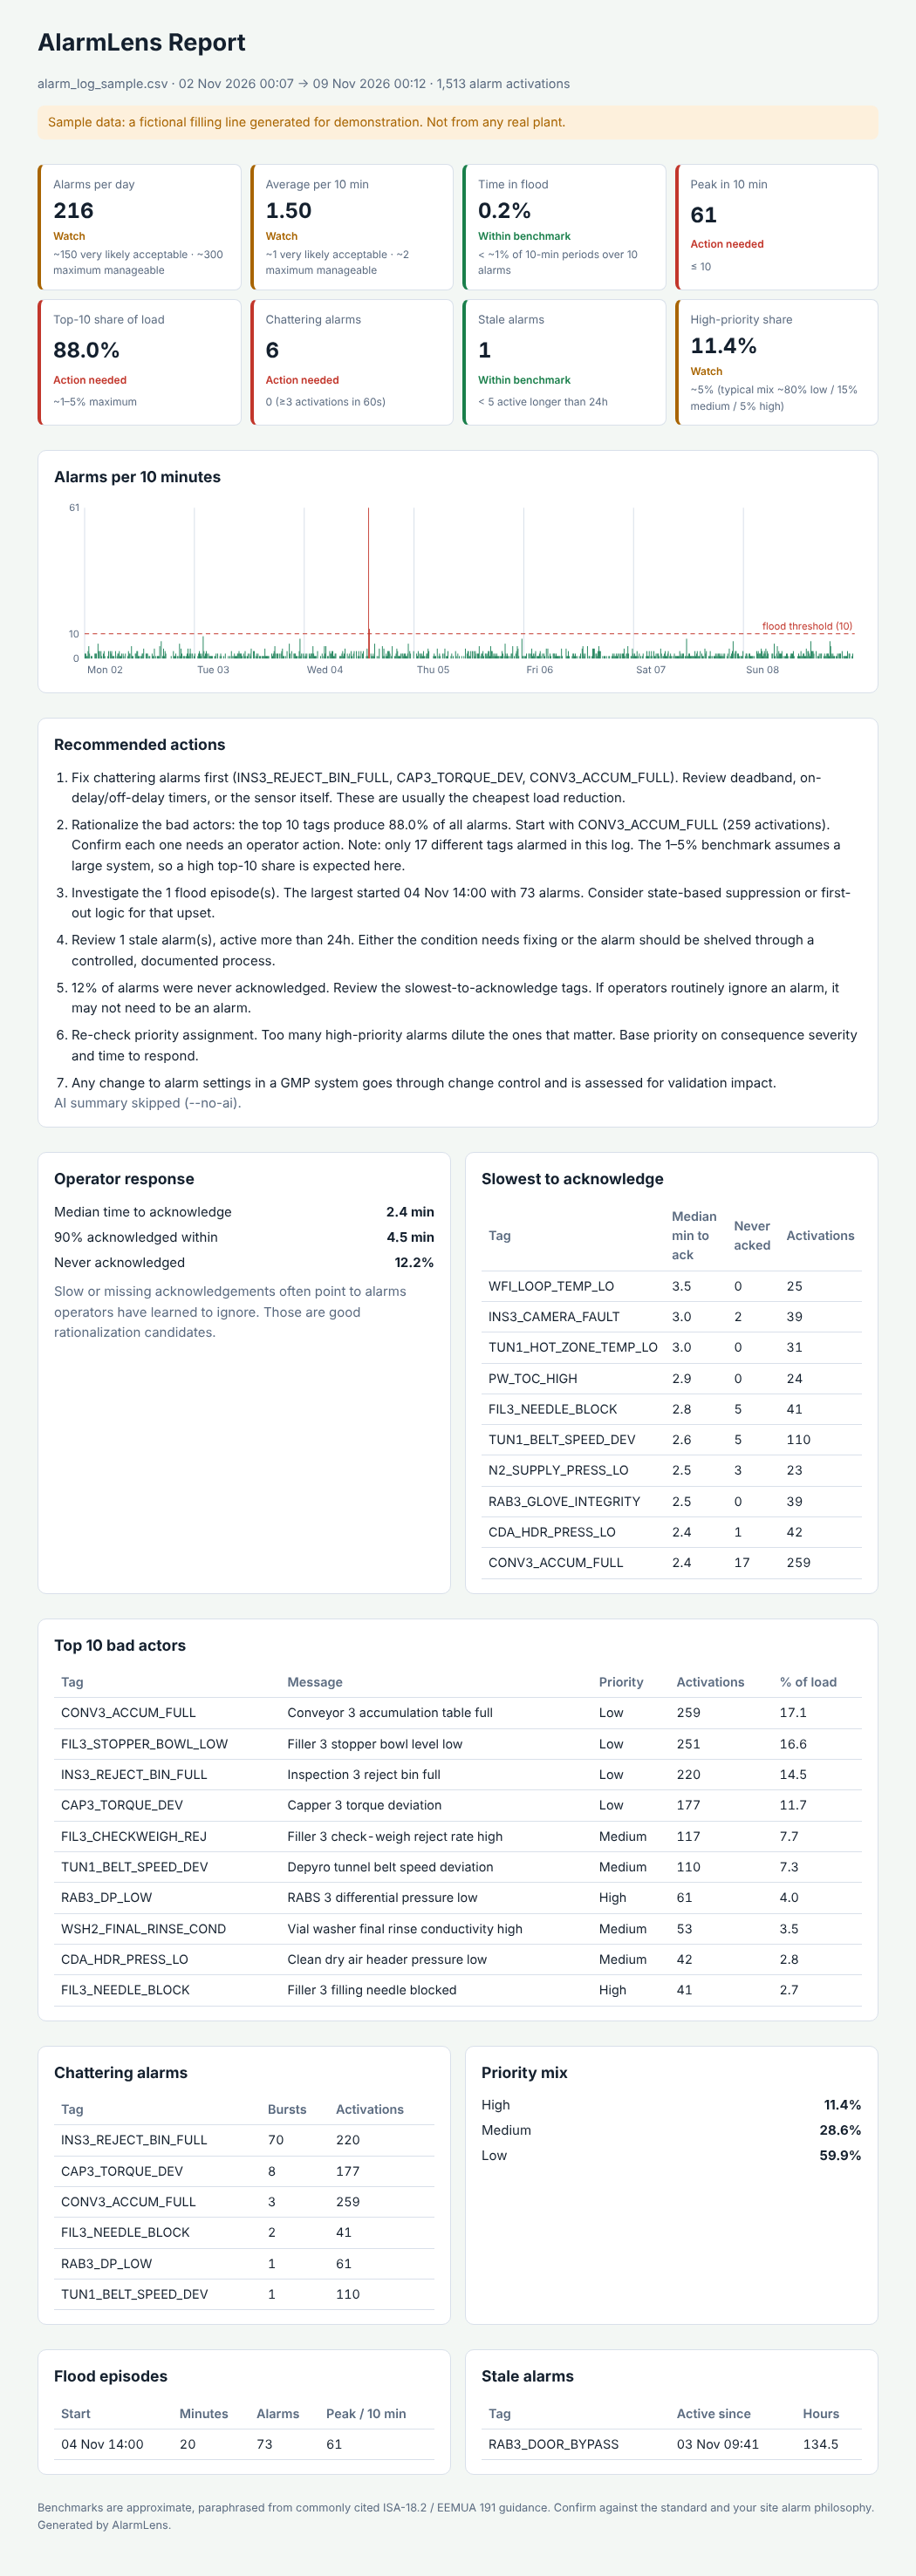 AlarmLens Report
alarm_log_sample.csv · 02 Nov 2026 00:07 → 09 Nov 2026 00:12 · 1,513 alarm activations
Sample data: a fictional filling line generated for demonstration. Not from any real plant.
Alarms per day
216
Watch
~150 very likely acceptable · ~300
maximum manageable
Average per 10 min
1.50
Watch
~1 very likely acceptable · ~2
maximum manageable
Time in flood
0.2%
Within benchmark
< ~1% of 10-min periods over 10
alarms
Peak in 10 min
61
Action needed
≤ 10
Top-10 share of load
88.0%
Action needed
~1–5% maximum
Chattering alarms
6
Action needed
0 (≥3 activations in 60s)
Stale alarms
1
Within benchmark
< 5 active longer than 24h
High-priority share
11.4%
Watch
~5% (typical mix ~80% low / 15%
medium / 5% high)
Alarms per 10 minutes
61
flood threshold (10)
10
0
Mon 02 Tue 03 Wed 04 Thu 05 Fri 06 Sat 07 Sun 08
Recommended actions
1. Fix chattering alarms first (INS3_REJECT_BIN_FULL, CAP3_TORQUE_DEV, CONV3_ACCUM_FULL). Review deadband, on-
delay/off-delay timers, or the sensor itself. These are usually the cheapest load reduction.
2. Rationalize the bad actors: the top 10 tags produce 88.0% of all alarms. Start with CONV3_ACCUM_FULL (259 activations).
Confirm each one needs an operator action. Note: only 17 different tags alarmed in this log. The 1–5% benchmark assumes a
large system, so a high top-10 share is expected here.
3. Investigate the 1 flood episode(s). The largest started 04 Nov 14:00 with 73 alarms. Consider state-based suppression or first-
out logic for that upset.
4. Review 1 stale alarm(s), active more than 24h. Either the condition needs fixing or the alarm should be shelved through a
controlled, documented process.
5. 12% of alarms were never acknowledged. Review the slowest-to-acknowledge tags. If operators routinely ignore an alarm, it
may not need to be an alarm.
6. Re-check priority assignment. Too many high-priority alarms dilute the ones that matter. Base priority on consequence severity
and time to respond.
7. Any change to alarm settings in a GMP system goes through change control and is assessed for validation impact.
AI summary skipped (--no-ai).
Operator response
Median time to acknowledge 2.4 min
90% acknowledged within 4.5 min
Never acknowledged 12.2%
Slow or missing acknowledgements often point to alarms
operators have learned to ignore. Those are good
rationalization candidates.
Slowest to acknowledge
Tag Median min to ack Never acked Activations
WFI_LOOP_TEMP_LO 3.5 0 25
INS3_CAMERA_FAULT 3.0 2 39
TUN1_HOT_ZONE_TEMP_LO 3.0 0 31
PW_TOC_HIGH 2.9 0 24
FIL3_NEEDLE_BLOCK 2.8 5 41
TUN1_BELT_SPEED_DEV 2.6 5 110
N2_SUPPLY_PRESS_LO 2.5 3 23
RAB3_GLOVE_INTEGRITY 2.5 0 39
CDA_HDR_PRESS_LO 2.4 1 42
CONV3_ACCUM_FULL 2.4 17 259
Top 10 bad actors
Tag Message Priority Activations % of load
CONV3_ACCUM_FULL Conveyor 3 accumulation table full Low 259 17.1
FIL3_STOPPER_BOWL_LOW Filler 3 stopper bowl level low Low 251 16.6
INS3_REJECT_BIN_FULL Inspection 3 reject bin full Low 220 14.5
CAP3_TORQUE_DEV Capper 3 torque deviation Low 177 11.7
FIL3_CHECKWEIGH_REJ Filler 3 check-weigh reject rate high Medium 117 7.7
TUN1_BELT_SPEED_DEV Depyro tunnel belt speed deviation Medium 110 7.3
RAB3_DP_LOW RABS 3 differential pressure low High 61 4.0
WSH2_FINAL_RINSE_COND Vial washer final rinse conductivity high Medium 53 3.5
CDA_HDR_PRESS_LO Clean dry air header pressure low Medium 42 2.8
FIL3_NEEDLE_BLOCK Filler 3 filling needle blocked High 41 2.7
Chattering alarms
Tag Bursts Activations
INS3_REJECT_BIN_FULL 70 220
CAP3_TORQUE_DEV 8 177
CONV3_ACCUM_FULL 3 259
FIL3_NEEDLE_BLOCK 2 41
RAB3_DP_LOW 1 61
TUN1_BELT_SPEED_DEV 1 110
Priority mix
High 11.4%
Medium 28.6%
Low 59.9%
Flood episodes
Start Minutes Alarms Peak / 10 min
04 Nov 14:00 20 73 61
Stale alarms
Tag Active since Hours
RAB3_DOOR_BYPASS 03 Nov 09:41 134.5
Benchmarks are approximate, paraphrased from commonly cited ISA-18.2 / EEMUA 191 guidance. Confirm against the standard and your site alarm philosophy.
Generated by AlarmLens.